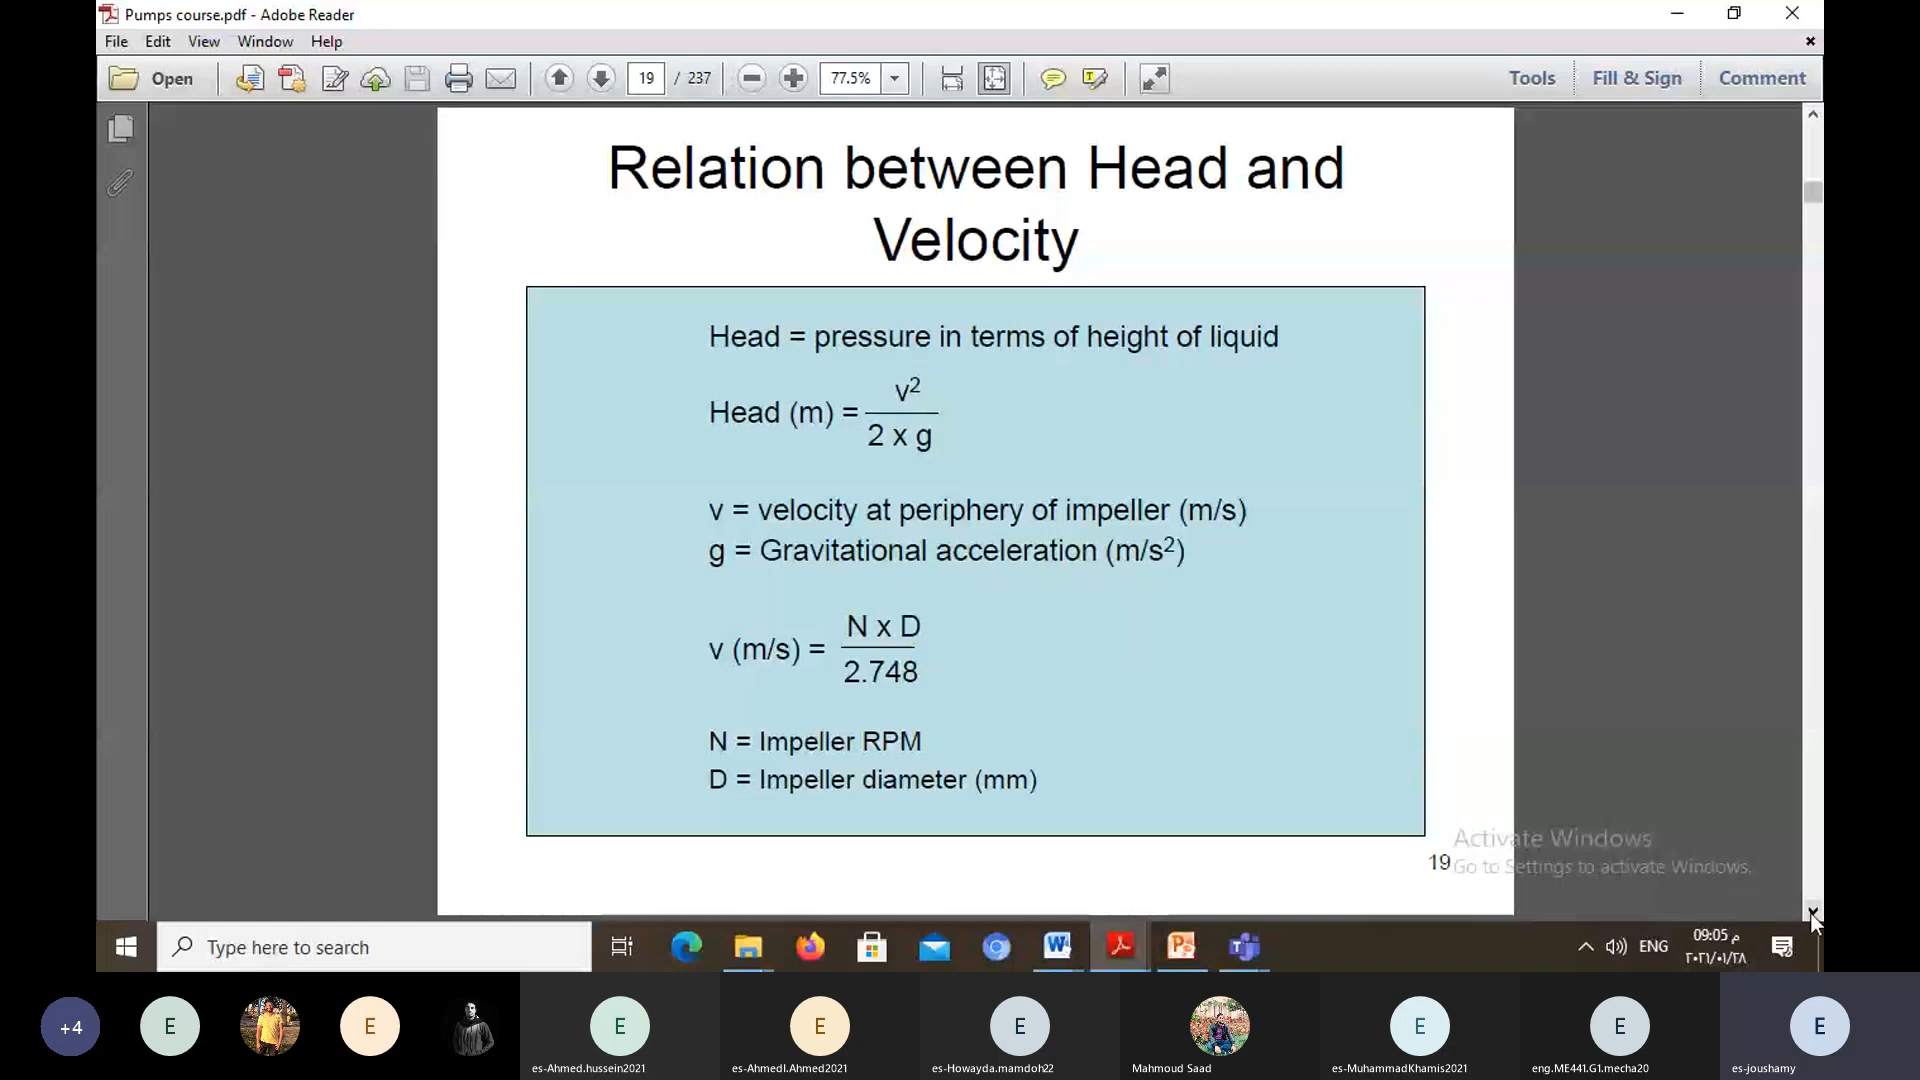 Pumps course.pdf - Adobe Reader
File Edit View Window Help
Open 19 / 237 77.5% Tools Fill & Sign Comment
Relation between Head and
Velocity
Head = pressure in terms of height of liquid
Head (m) = v² / 2 x g
v = velocity at periphery of impeller (m/s)
g = Gravitational acceleration (m/s²)
v (m/s) = N x D / 2.748
N = Impeller RPM
D = Impeller diameter (mm)
19
Activate Windows
Go to Settings to activate Windows.
Type here to search
ENG
09:05 م
٢٠٢١/٠١/٢٨
+4 E E E E E E E E
es-Ahmed.hussein2021 es-AhmedI.Ahmed2021 es-Howayda.mamdoh22 Mahmoud Saad es-MuhammadKhamis2021 eng.ME441.G1.mecha20 es-joushamy